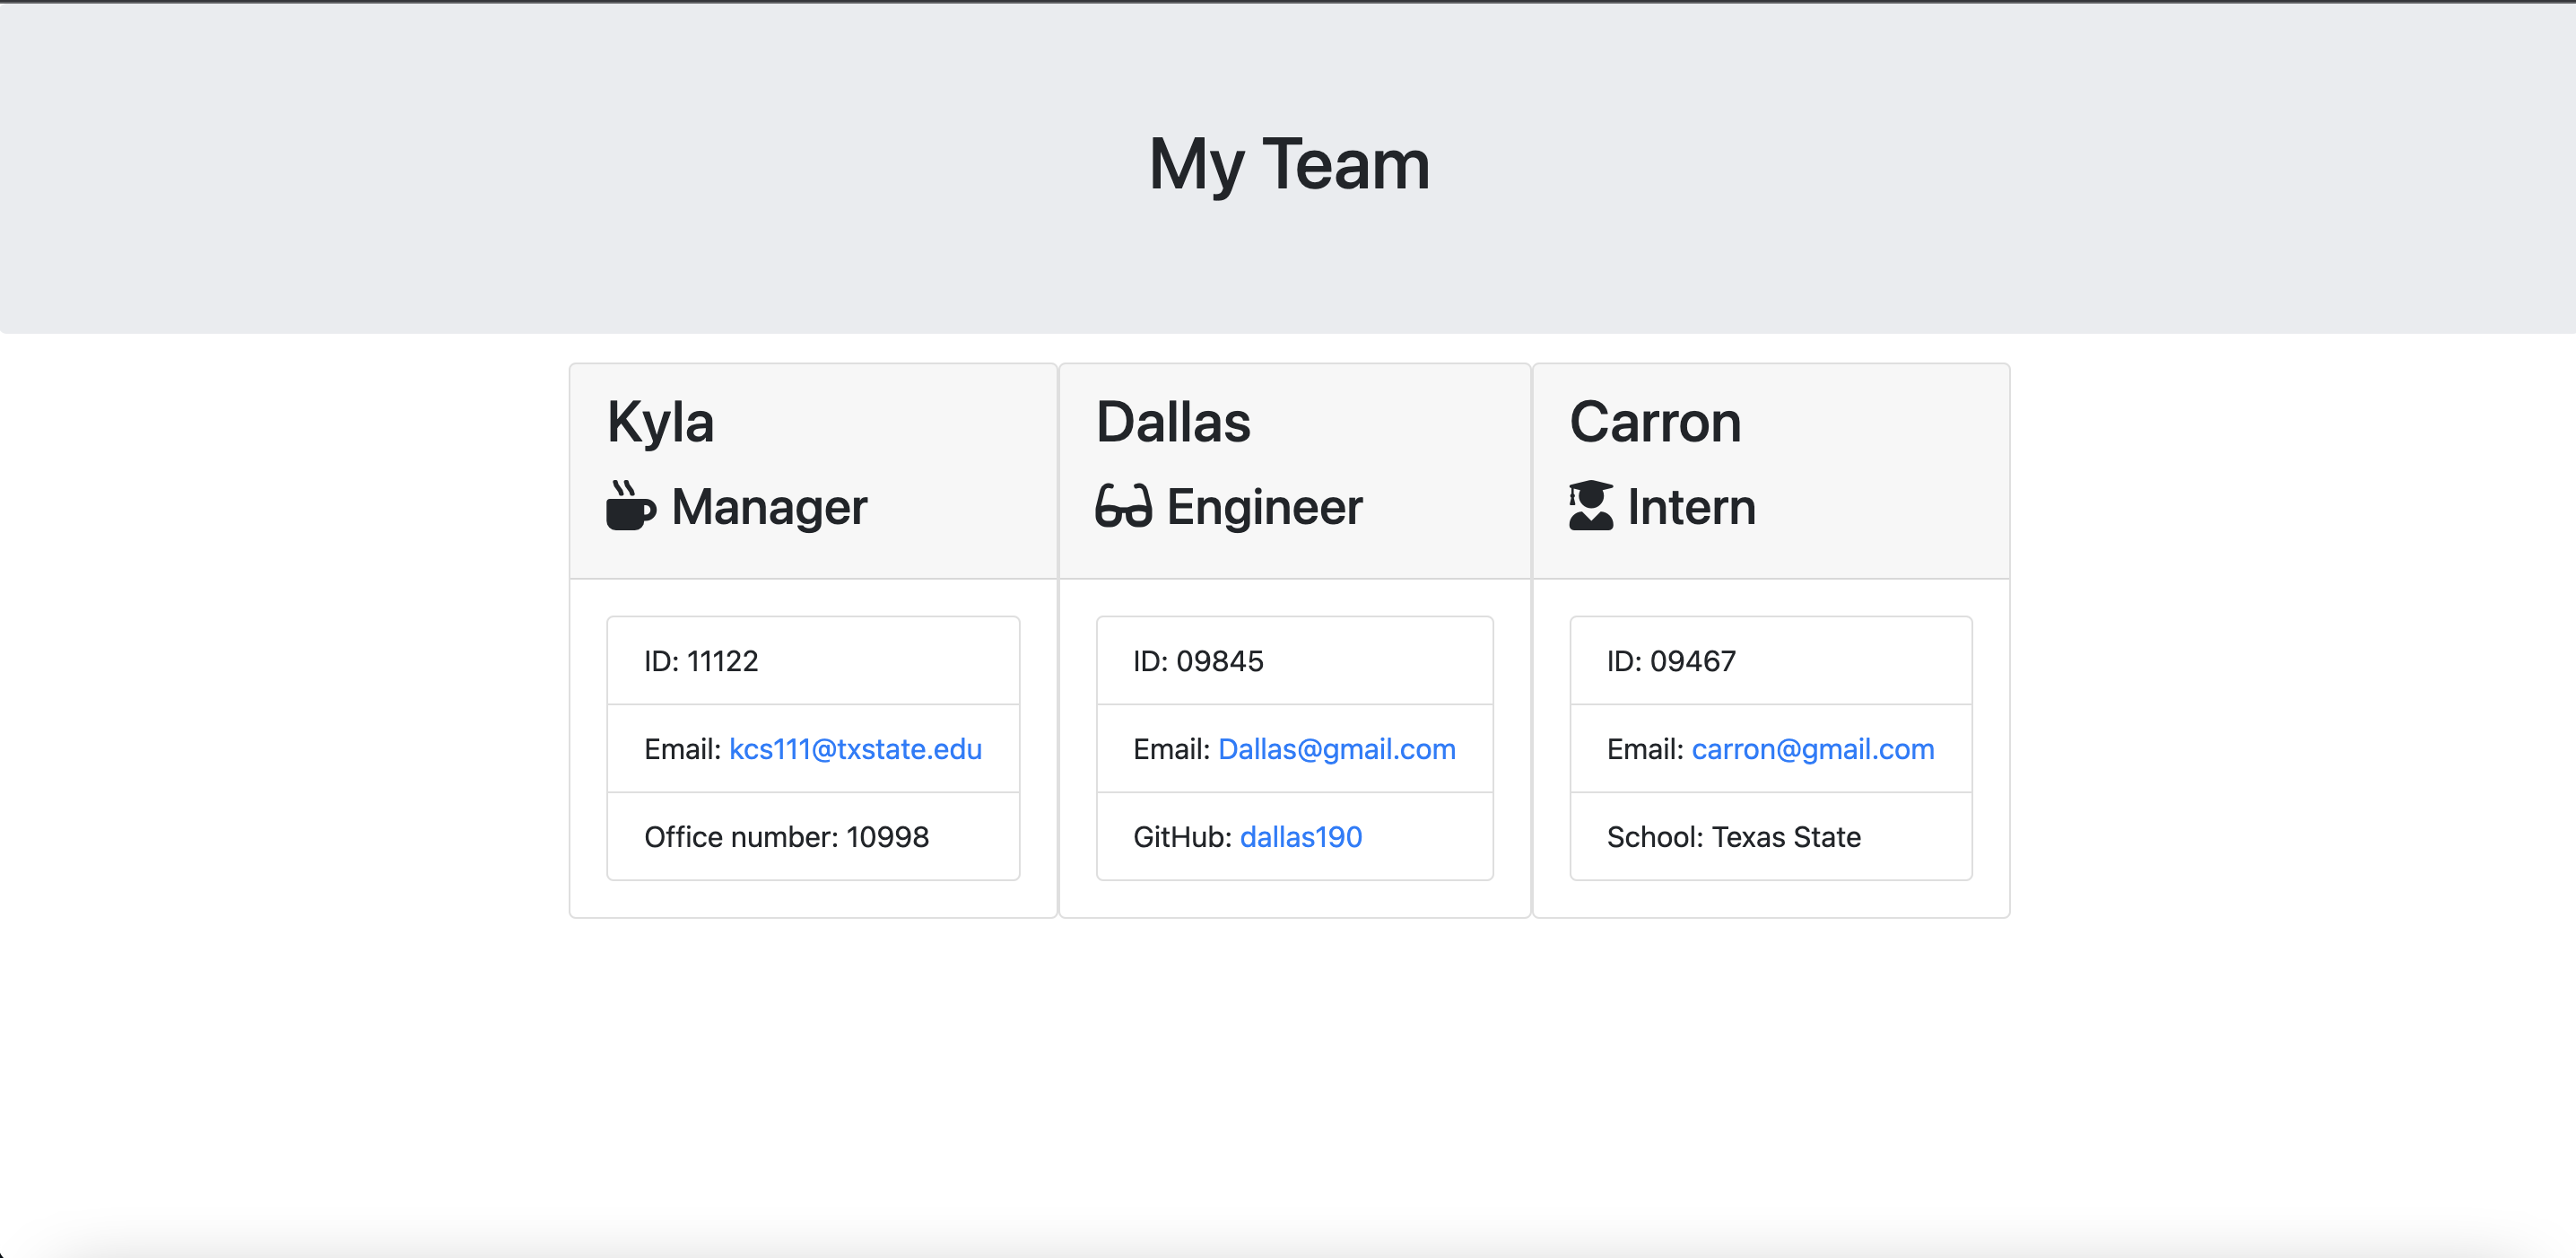 My Team
Kyla
Manager
ID: 11122
Email: kcs111@txstate.edu
Office number: 10998
Dallas
Engineer
ID: 09845
Email: Dallas@gmail.com
GitHub: dallas190
Carron
Intern
ID: 09467
Email: carron@gmail.com
School: Texas State